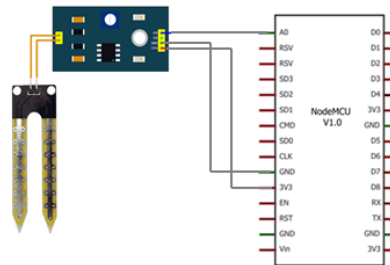 A0
RSV
RSV
SD3
SD2
SD1
CMD
SD0
CLK
GND
3V3
EN
RST
GND
Vin
NodeMCU
V1.0
D0
D1
D2
D3
D4
3V3
GND
D5
D6
D7
D8
RX
TX
GND
3V3